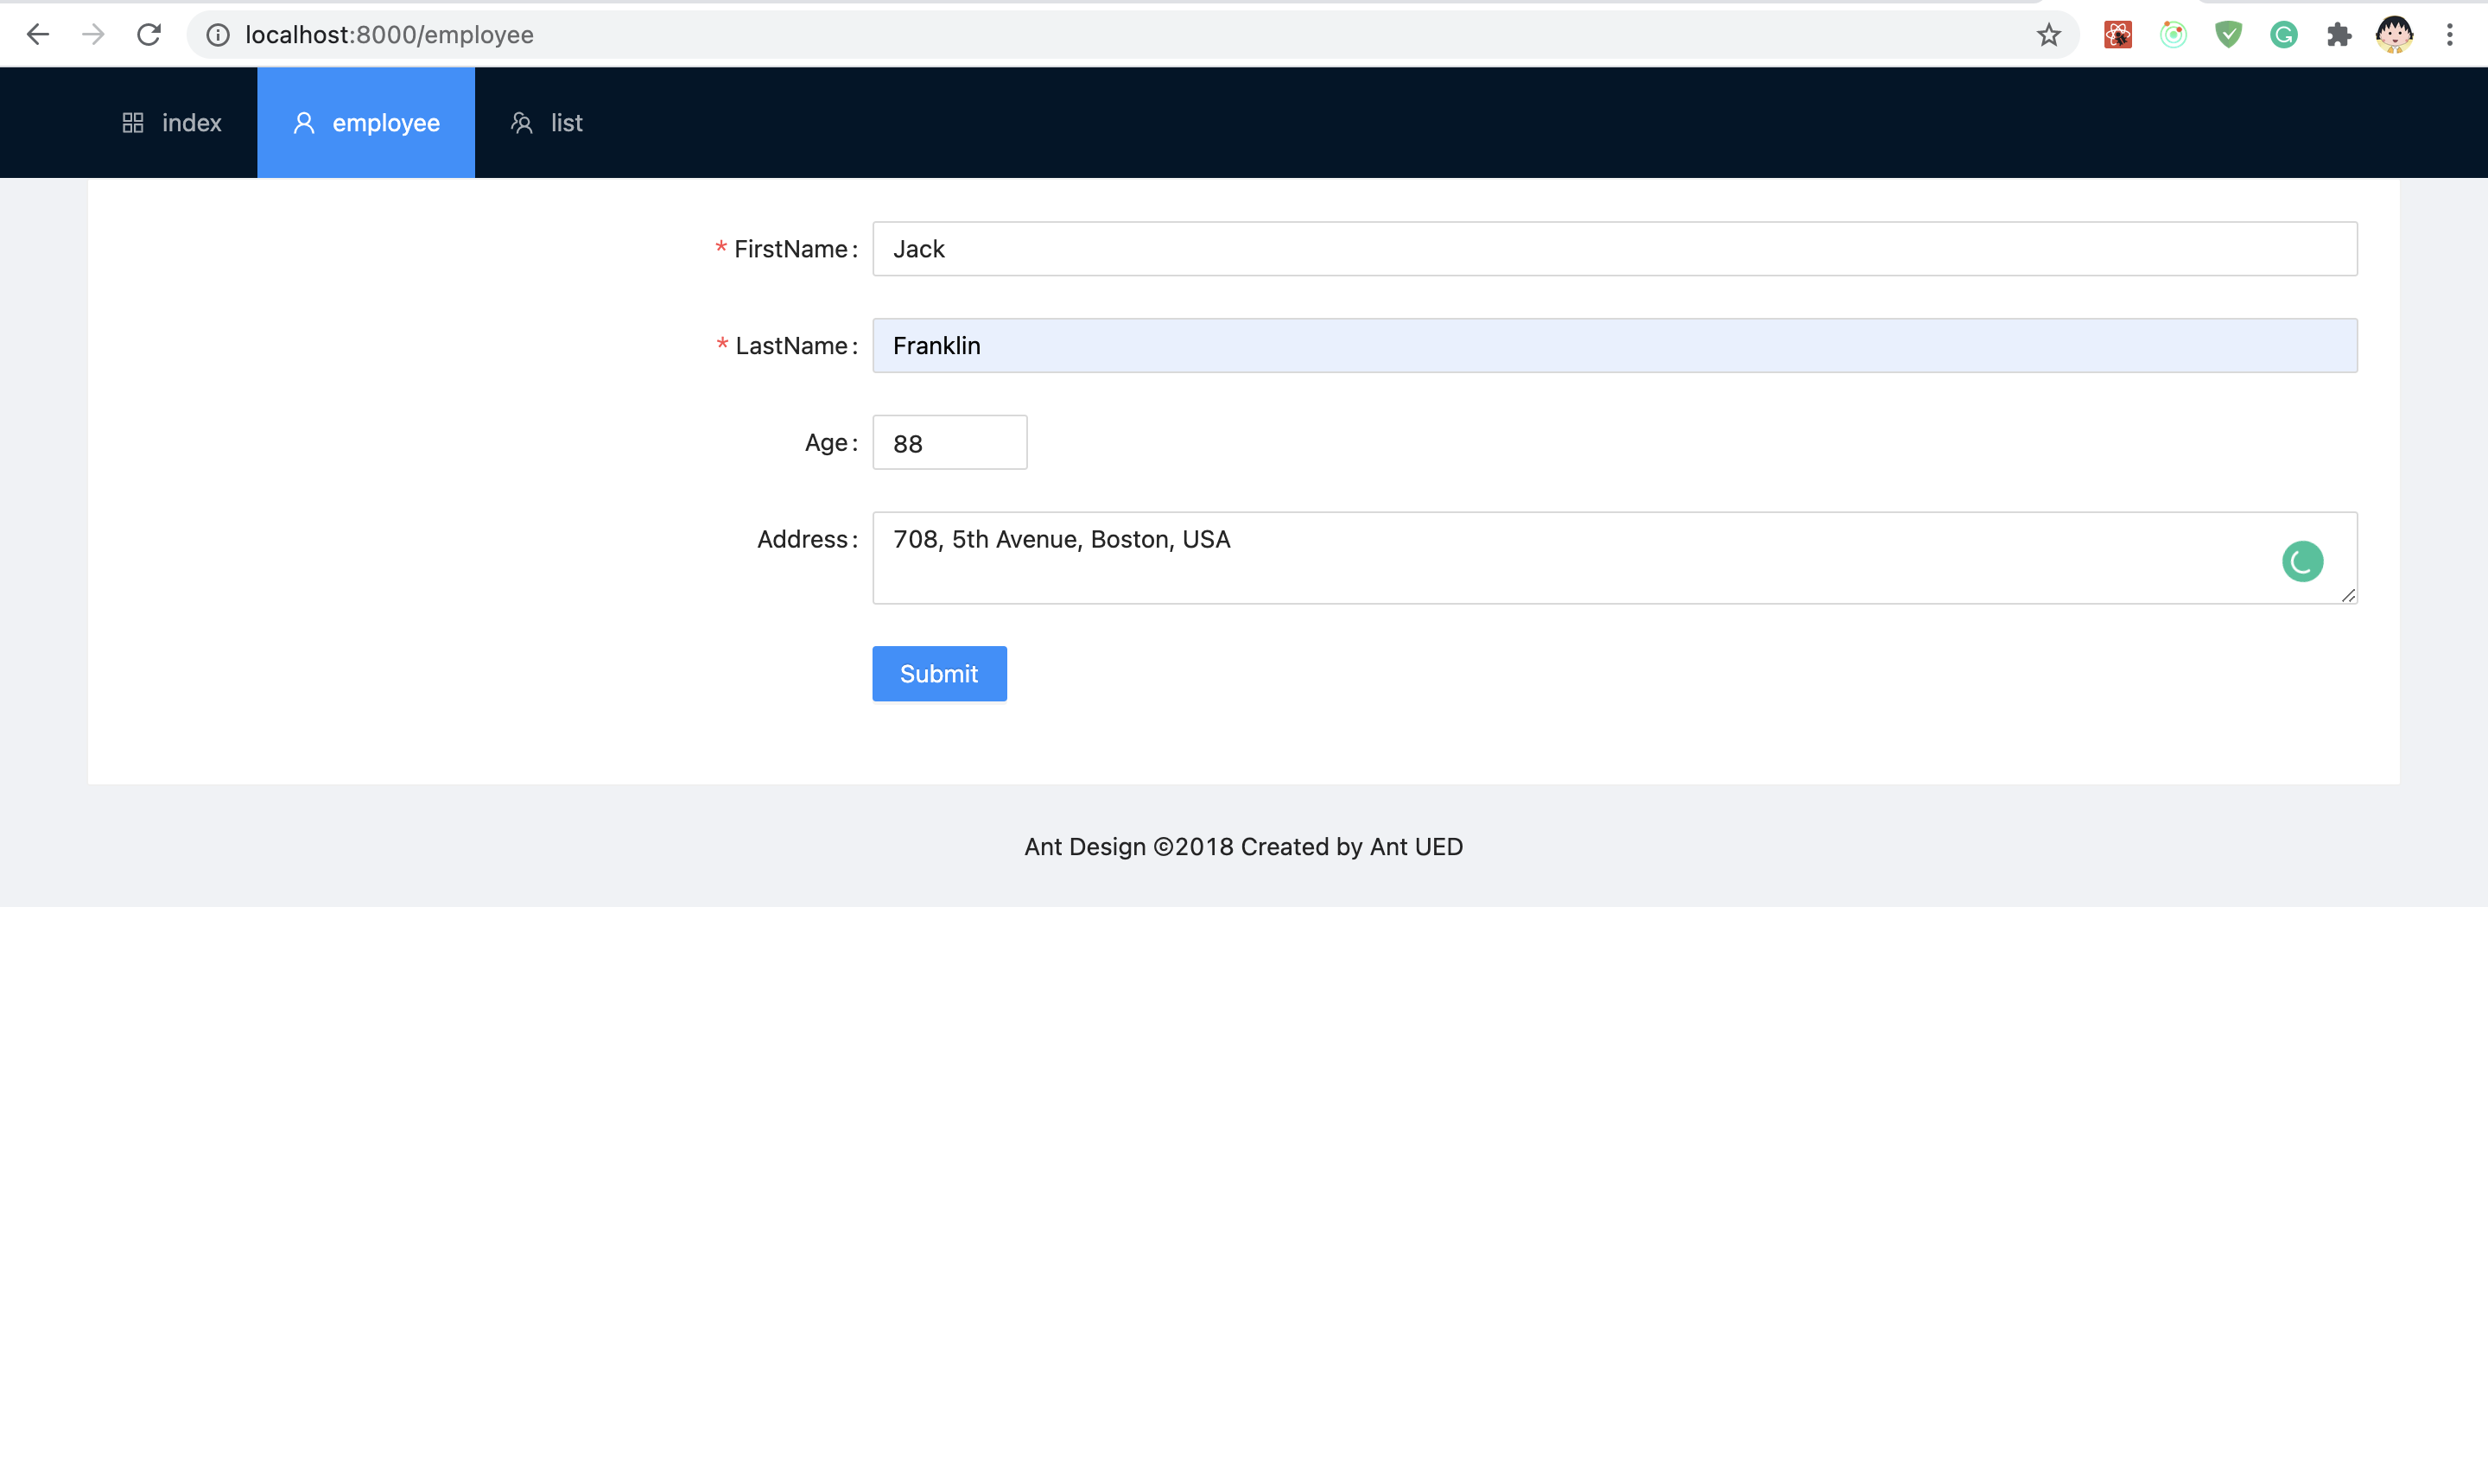 localhost:8000/employee
index employee list
* FirstName: Jack
* LastName: Franklin
Age: 88
Address: 708, 5th Avenue, Boston, USA
Submit
Ant Design ©2018 Created by Ant UED